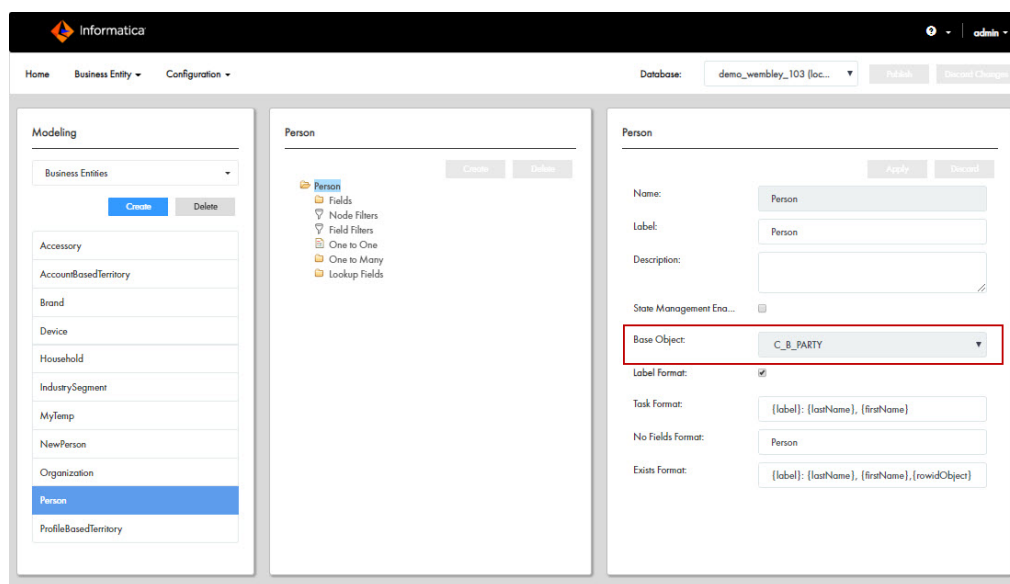 Informatica
admin
Home Business Entity Configuration Database: demo_wembley_103 (loc... Publish Discard Changes
Modeling
Business Entities
Create Delete
Accessory
AccountBasedTerritory
Brand
Device
Household
IndustrySegment
MyTemp
NewPerson
Organization
Person
ProfileBasedTerritory
Person
Create Delete
Person
Fields
Node Filters
Field Filters
One to One
One to Many
Lookup Fields
Person
Apply Discard
Name: Person
Label: Person
Description:
State Management Ena...
Base Object: C_B_PARTY
Label Format:
Task Format: {label}: {lastName}, {firstName}
No Fields Format: Person
Exists Format: {label}: {lastName}, {firstName},{rowidObject}